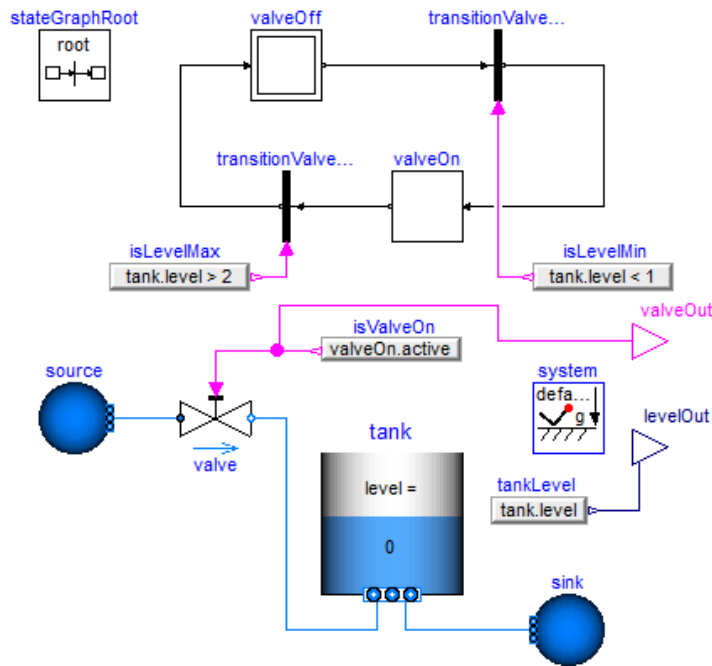 stateGraphRoot
valveOff
transitionValve...
root
transitionValve...
valveOn
isLevelMax
isLevelMin
tank.level > 2
tank.level < 1
valveOut
isValveOn
valveOn.active
source
system
defa...
g
levelOut
tank
valve
level =
tankLevel
tank.level
0
sink